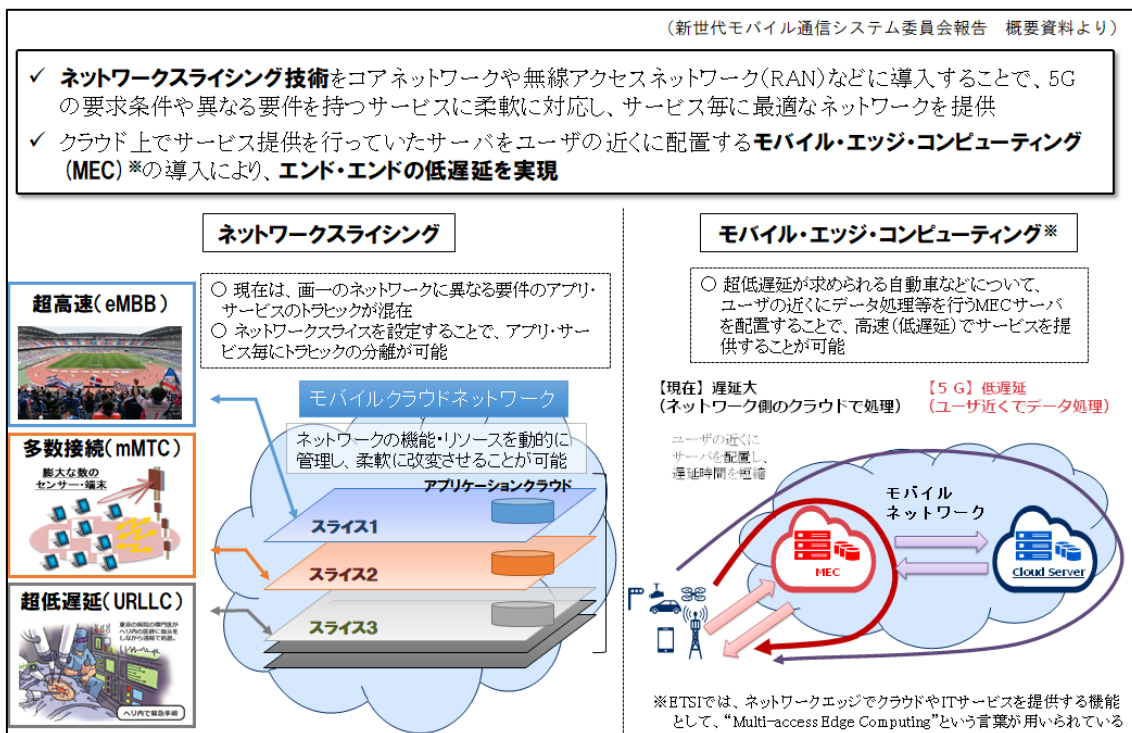 （新世代モバイル通信システム委員会報告　概要資料より）
✓ ネットワークスライシング技術をコアネットワークや無線アクセスネットワーク(RAN)などに導入することで、5G
の要求条件や異なる要件を持つサービスに柔軟に対応し、サービス毎に最適なネットワークを提供
✓ クラウド上でサービス提供を行っていたサーバをユーザの近くに配置するモバイル・エッジ・コンピューティング
(MEC)※の導入により、エンド・エンドの低遅延を実現
ネットワークスライシング
超高速(eMBB)
○ 現在は、画一のネットワークに異なる要件のアプリ・
サービスのトラヒックが混在
○ ネットワークスライスを設定することで、アプリ・サー
ビス毎にトラヒックの分離が可能
モバイルクラウドネットワーク
ネットワークの機能・リソースを動的に
管理し、柔軟に改変させることが可能
アプリケーションクラウド
多数接続(mMTC)
膨大な数の
センサー・端末
スライス1
スライス2
スライス3
超低遅延(URLLC)
東京の病院の専門医が
ヘリ内の医師に指示を
しながら遠隔で処置。
ヘリ内で緊急手術
モバイル・エッジ・コンピューティング※
○ 超低遅延が求められる自動車などについて、
ユーザの近くにデータ処理等を行うMECサーバ
を配置することで、高速(低遅延)でサービスを提
供することが可能
【現在】遅延大
(ネットワーク側のクラウドで処理)
【５Ｇ】低遅延
(ユーザ近くてデータ処理)
ユーザの近くに
サーバを配置し、
遅延時間を短縮
モバイル
ネットワーク
MEC
Cloud Server
P
※ETSIでは、ネットワークエッジでクラウドやITサービスを提供する機能
として、“Multi-access Edge Computing”という言葉が用いられている